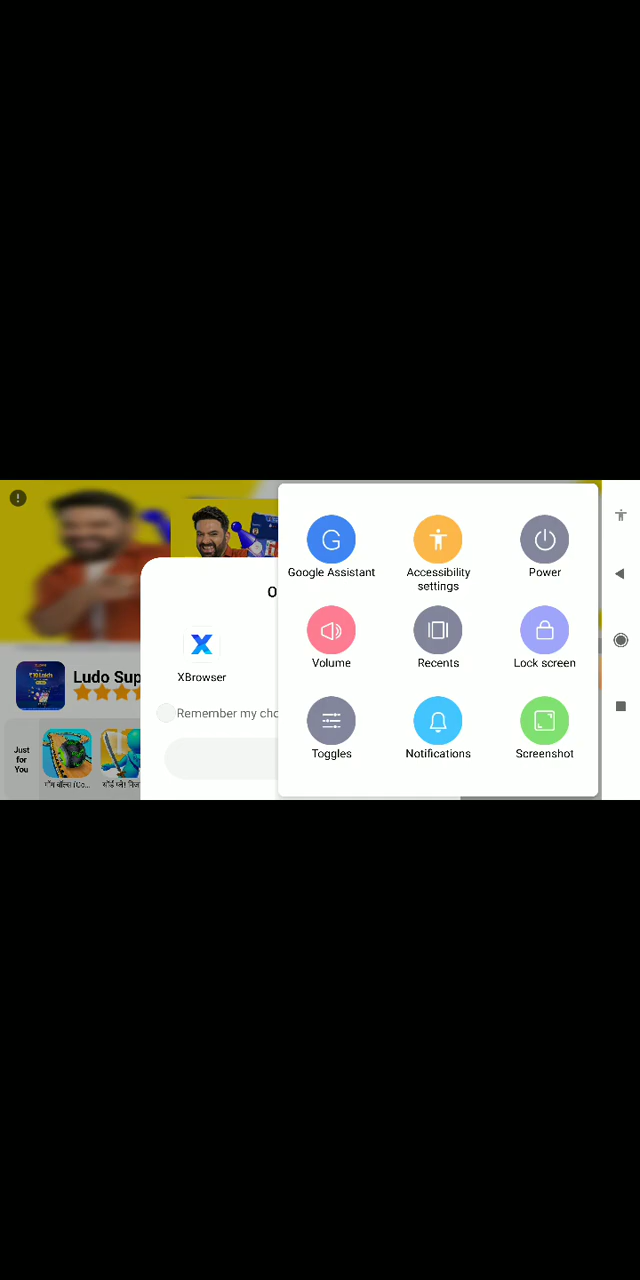 O
Google Assistant
Accessibility
settings
Power
XBrowser
Volume
Recents
Lock screen
Ludo Sup
Remember my cho
Just
for
You
Toggles
Notifications
Screenshot